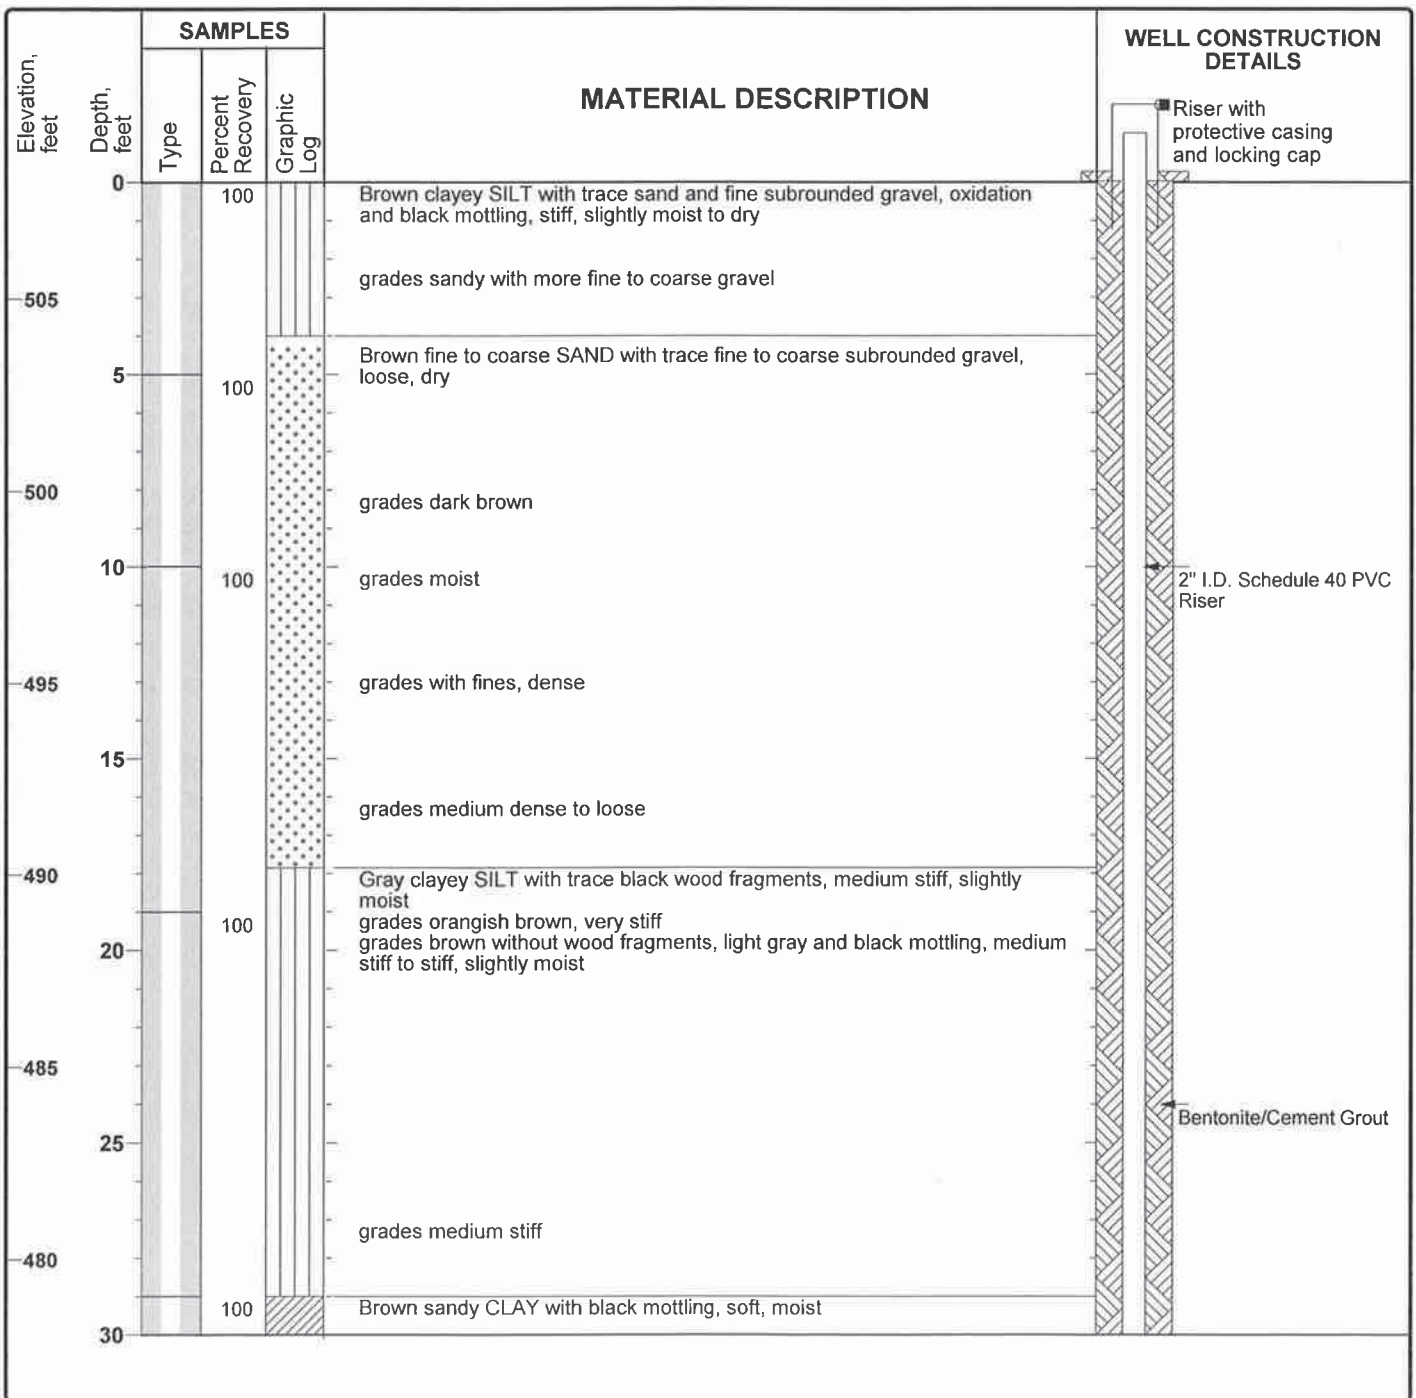 SAMPLES
Elevation,
feet
Depth,
feet
Type
Percent
Recovery
Graphic
Log
MATERIAL DESCRIPTION
WELL CONSTRUCTION
DETAILS
Riser with
protective casing
and locking cap
0
100
Brown clayey SILT with trace sand and fine subrounded gravel, oxidation
and black mottling, stiff, slightly moist to dry
grades sandy with more fine to coarse gravel
505
Brown fine to coarse SAND with trace fine to coarse subrounded gravel,
loose, dry
5
100
500
grades dark brown
10
100
grades moist
2" I.D. Schedule 40 PVC
Riser
495
grades with fines, dense
15
grades medium dense to loose
490
Gray clayey SILT with trace black wood fragments, medium stiff, slightly
moist
100
grades orangish brown, very stiff
grades brown without wood fragments, light gray and black mottling, medium
stiff to stiff, slightly moist
20
485
Bentonite/Cement Grout
25
grades medium stiff
480
100
Brown sandy CLAY with black mottling, soft, moist
30